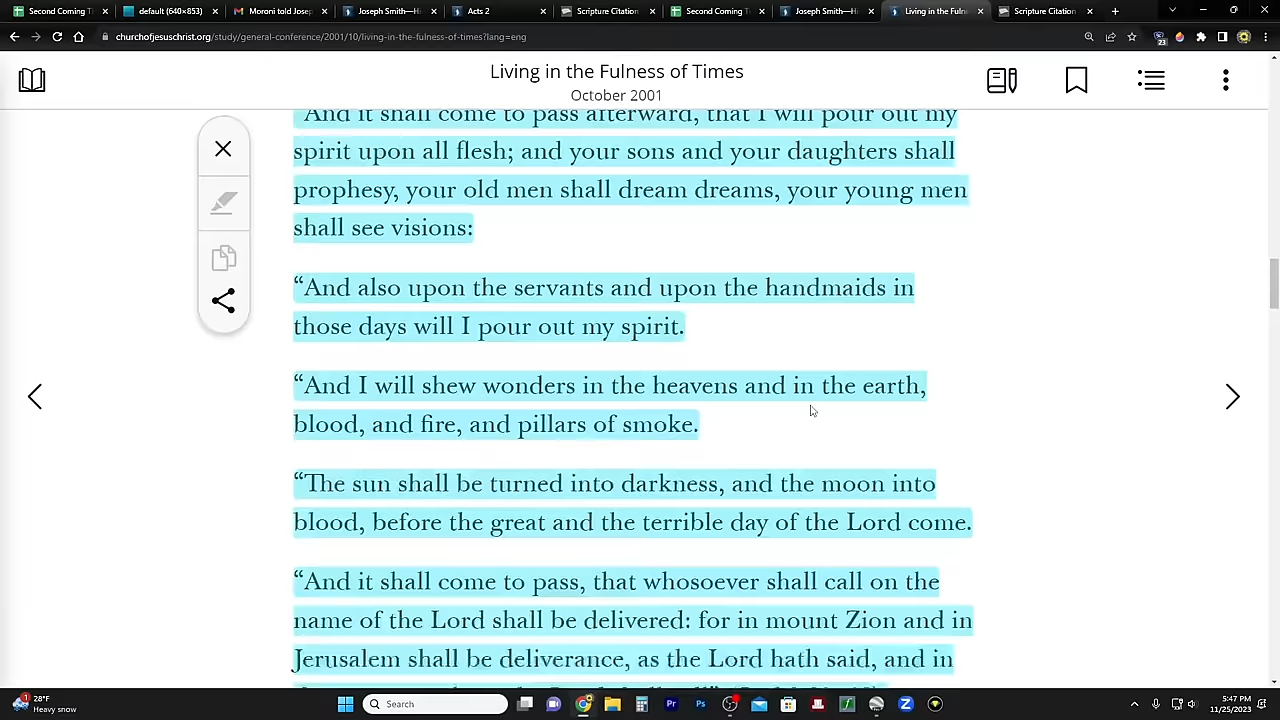 Second Coming Ti
default (640×853)
Moroni told Josep
Joseph Smith—Hi
Acts 2
Scripture Citation
Second Coming Ti
Joseph Smith—Hi
Living in the Fulne
Scripture Citation
churchofjesuschrist.org/study/general-conference/2001/10/living-in-the-fulness-of-times?lang=eng
23
Living in the Fulness of Times
October 2001
“And it shall come to pass afterward, that I will pour out my
spirit upon all flesh; and your sons and your daughters shall
prophesy, your old men shall dream dreams, your young men
shall see visions:
“And also upon the servants and upon the handmaids in
those days will I pour out my spirit.
“And I will shew wonders in the heavens and in the earth,
blood, and fire, and pillars of smoke.
“The sun shall be turned into darkness, and the moon into
blood, before the great and the terrible day of the Lord come.
“And it shall come to pass, that whosoever shall call on the
name of the Lord shall be delivered: for in mount Zion and in
Jerusalem shall be deliverance, as the Lord hath said, and in
1
28°F
Heavy snow
Search
Pr
Ps
5:47 PM
11/25/2023